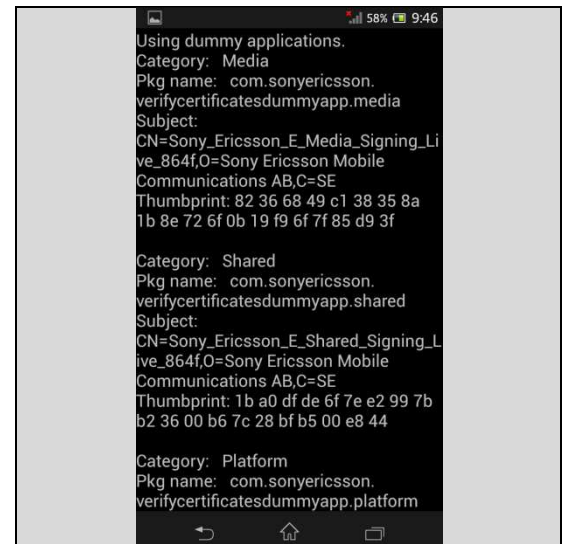 58% 9:46
Using dummy applications.
Category:   Media
Pkg name:   com.sonyericsson.
verifycertificatesdummyapp.media
Subject:
CN=Sony_Ericsson_E_Media_Signing_Li
ve_864f,O=Sony Ericsson Mobile
Communications AB,C=SE
Thumbprint: 82 36 68 49 c1 38 35 8a
1b 8e 72 6f 0b 19 f9 6f 7f 85 d9 3f
Category:   Shared
Pkg name:   com.sonyericsson.
verifycertificatesdummyapp.shared
Subject:
CN=Sony_Ericsson_E_Shared_Signing_L
ive_864f,O=Sony Ericsson Mobile
Communications AB,C=SE
Thumbprint: 1b a0 df de 6f 7e e2 99 7b
b2 36 00 b6 7c 28 bf b5 00 e8 44
Category:   Platform
Pkg name:   com.sonyericsson.
verifycertificatesdummyapp.platform